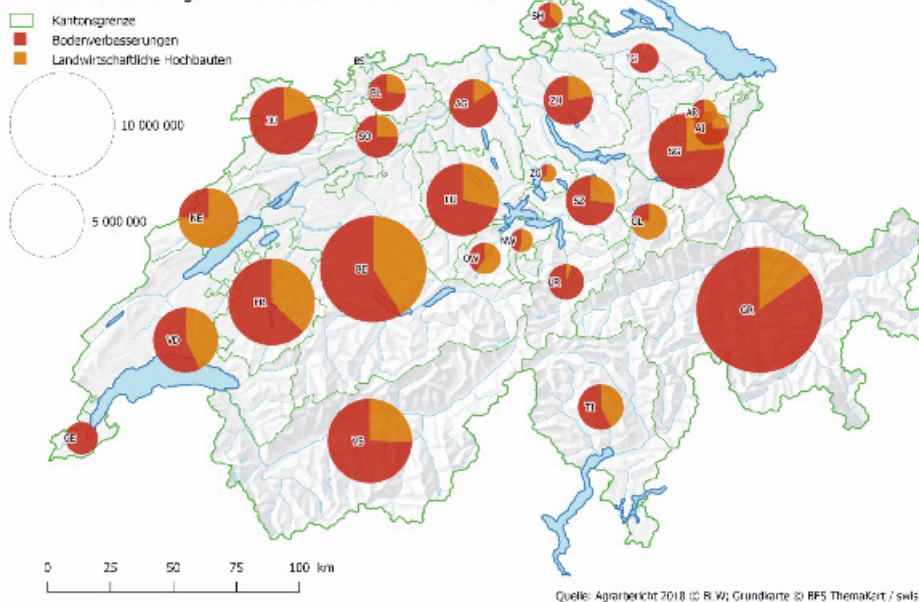 Kantonsgrenze
Bodenverbesserungen
Landwirtschaftliche Hochbauten
10 000 000
5 000 000
SH
TG
BS
BL
AG
ZH
JU
SO
AR
AI
SG
ZG
LU
SZ
NE
GL
NW
OW
BE
UR
FR
GR
VD
TI
VS
GE
0 25 50 75 100 km
Quelle: Agrarbericht 2018 © BLW; Grundkarte © BFS ThemaKart / swis